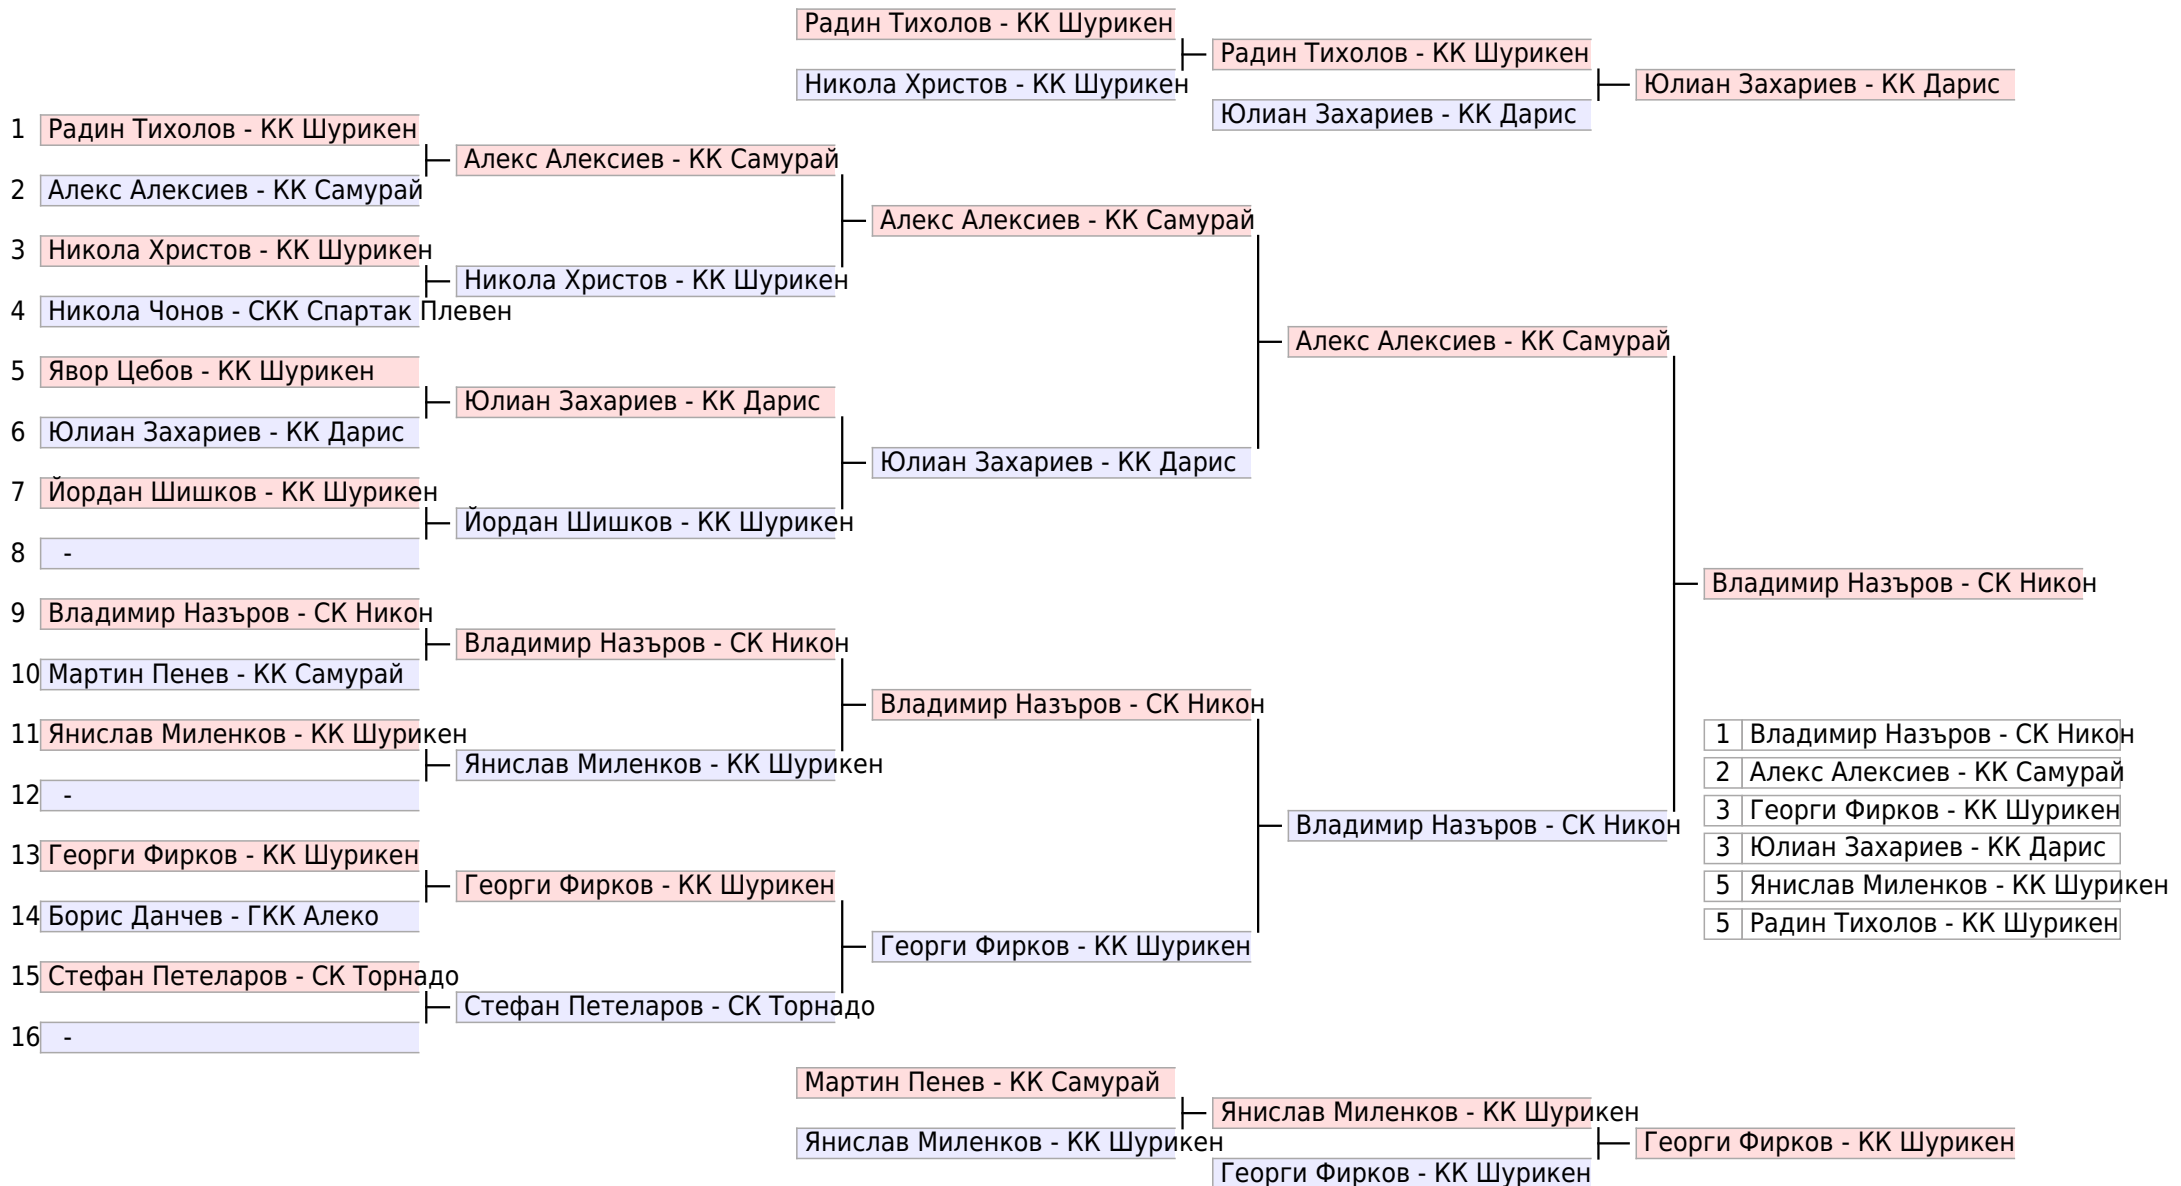 Радин Тихолов - КК Шурикен
Никола Христов - КК Шурикен
Радин Тихолов - КК Шурикен
Юлиан Захариев - КК Дарис
Юлиан Захариев - КК Дарис
1 Радин Тихолов - КК Шурикен
2 Алекс Алексиев - КК Самурай
3 Никола Христов - КК Шурикен
4 Никола Чонов - СКК Спартак Плевен
5 Явор Цебов - КК Шурикен
6 Юлиан Захариев - КК Дарис
7 Йордан Шишков - КК Шурикен
8 -
9 Владимир Назъров - СК Никон
10 Мартин Пенев - КК Самурай
11 Янислав Миленков - КК Шурикен
12 -
13 Георги Фирков - КК Шурикен
14 Борис Данчев - ГКК Алеко
15 Стефан Петеларов - СК Торнадо
16 -
Алекс Алексиев - КК Самурай
Никола Христов - КК Шурикен
Юлиан Захариев - КК Дарис
Йордан Шишков - КК Шурикен
Владимир Назъров - СК Никон
Янислав Миленков - КК Шурикен
Георги Фирков - КК Шурикен
Стефан Петеларов - СК Торнадо
Алекс Алексиев - КК Самурай
Юлиан Захариев - КК Дарис
Владимир Назъров - СК Никон
Георги Фирков - КК Шурикен
Алекс Алексиев - КК Самурай
Владимир Назъров - СК Никон
Владимир Назъров - СК Никон
1 Владимир Назъров - СК Никон
2 Алекс Алексиев - КК Самурай
3 Георги Фирков - КК Шурикен
3 Юлиан Захариев - КК Дарис
5 Янислав Миленков - КК Шурикен
5 Радин Тихолов - КК Шурикен
Мартин Пенев - КК Самурай
Янислав Миленков - КК Шурикен
Янислав Миленков - КК Шурикен
Георги Фирков - КК Шурикен
Георги Фирков - КК Шурикен